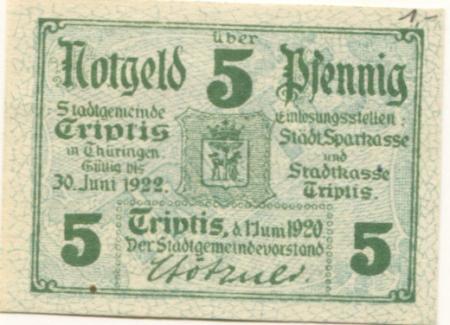 1.-
über
Notgeld 5 Pfennig
Stadtgemeinde
Triptis
in Thüringen.
Gültig bis
30. Juni 1922.
Einlösungsstellen:
Stadt Sparkasse
und
Stadtkasse
Triptis.
5
Triptis, d. 1 Juni 1920
Der Stadtgemeindevorstand
5